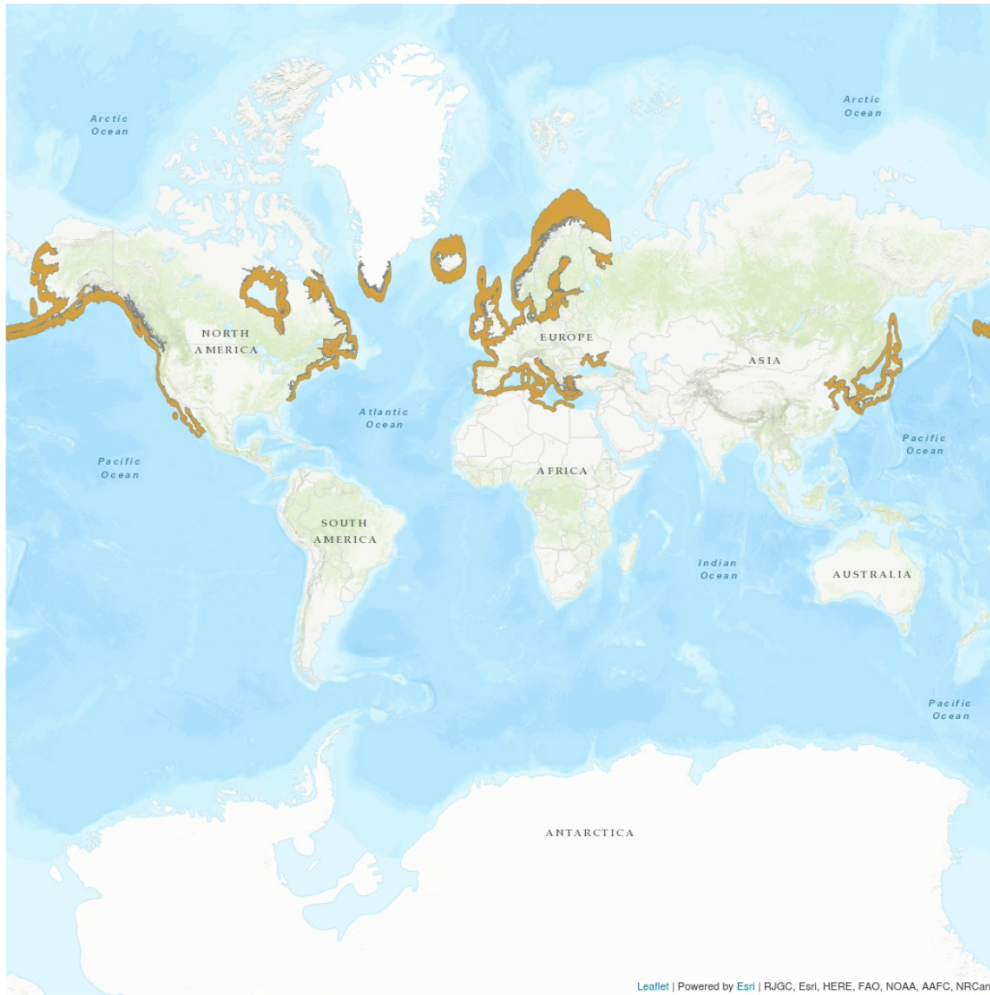 Arctic
Ocean
Arctic
Ocean
NORTH
AMERICA
EUROPE
ASIA
Atlantic
Ocean
Pacific
Ocean
Pacific
Ocean
AFRICA
SOUTH
AMERICA
Indian
Ocean
AUSTRALIA
Pacific
Ocean
ANTARCTICA
Leaflet | Powered by Esri | RJGC, Esri, HERE, FAO, NOAA, AAFC, NRCan